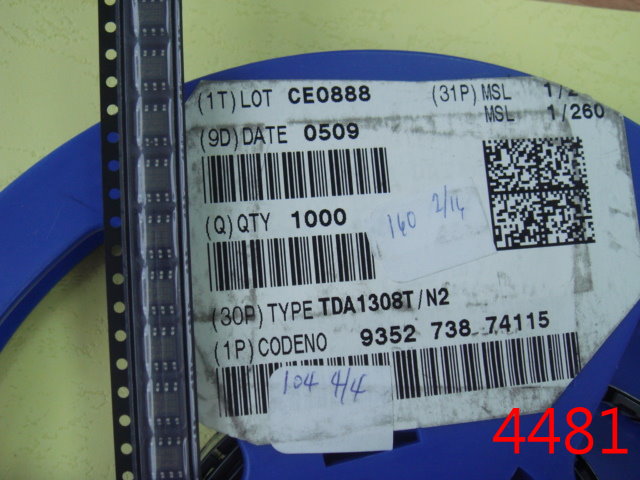 (1T)LOT CE0888 (31P) MSL
MSL 1/260
(9D)DATE 0509
(Q)QTY 1000
160 2/14
(30P)TYPE TDA1308T/N2
(1P)CODENO 9352 738 74115
104 4/4
4481